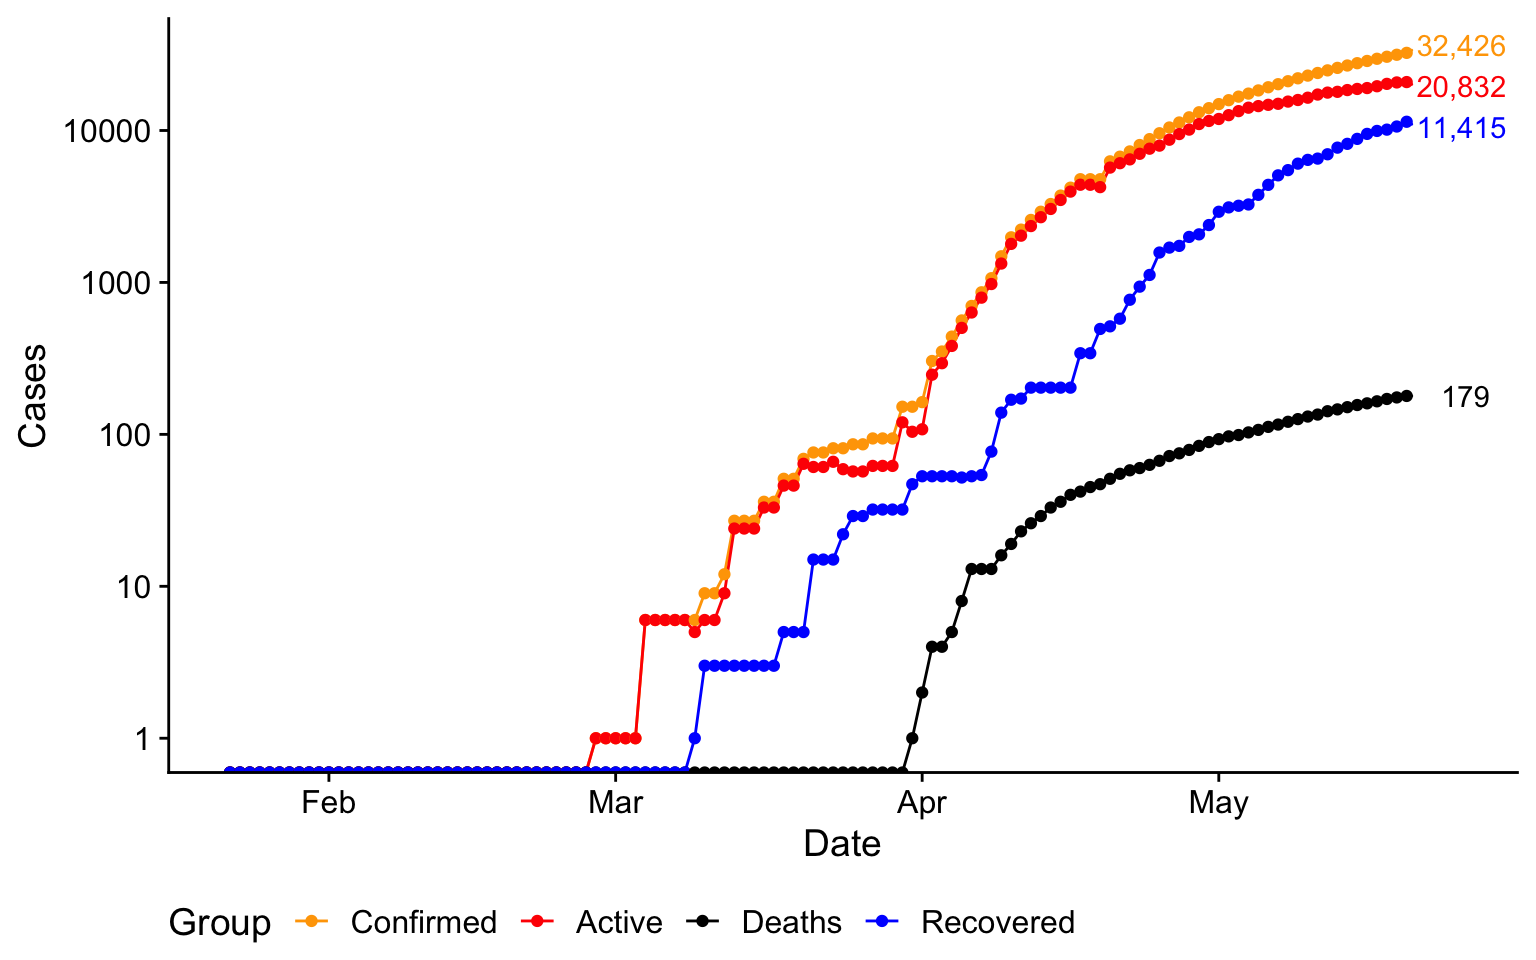 32,426
20,832
11,415
179
10000
1000
100
10
1
Cases
Feb Mar Apr May
Date
Group Confirmed Active Deaths Recovered